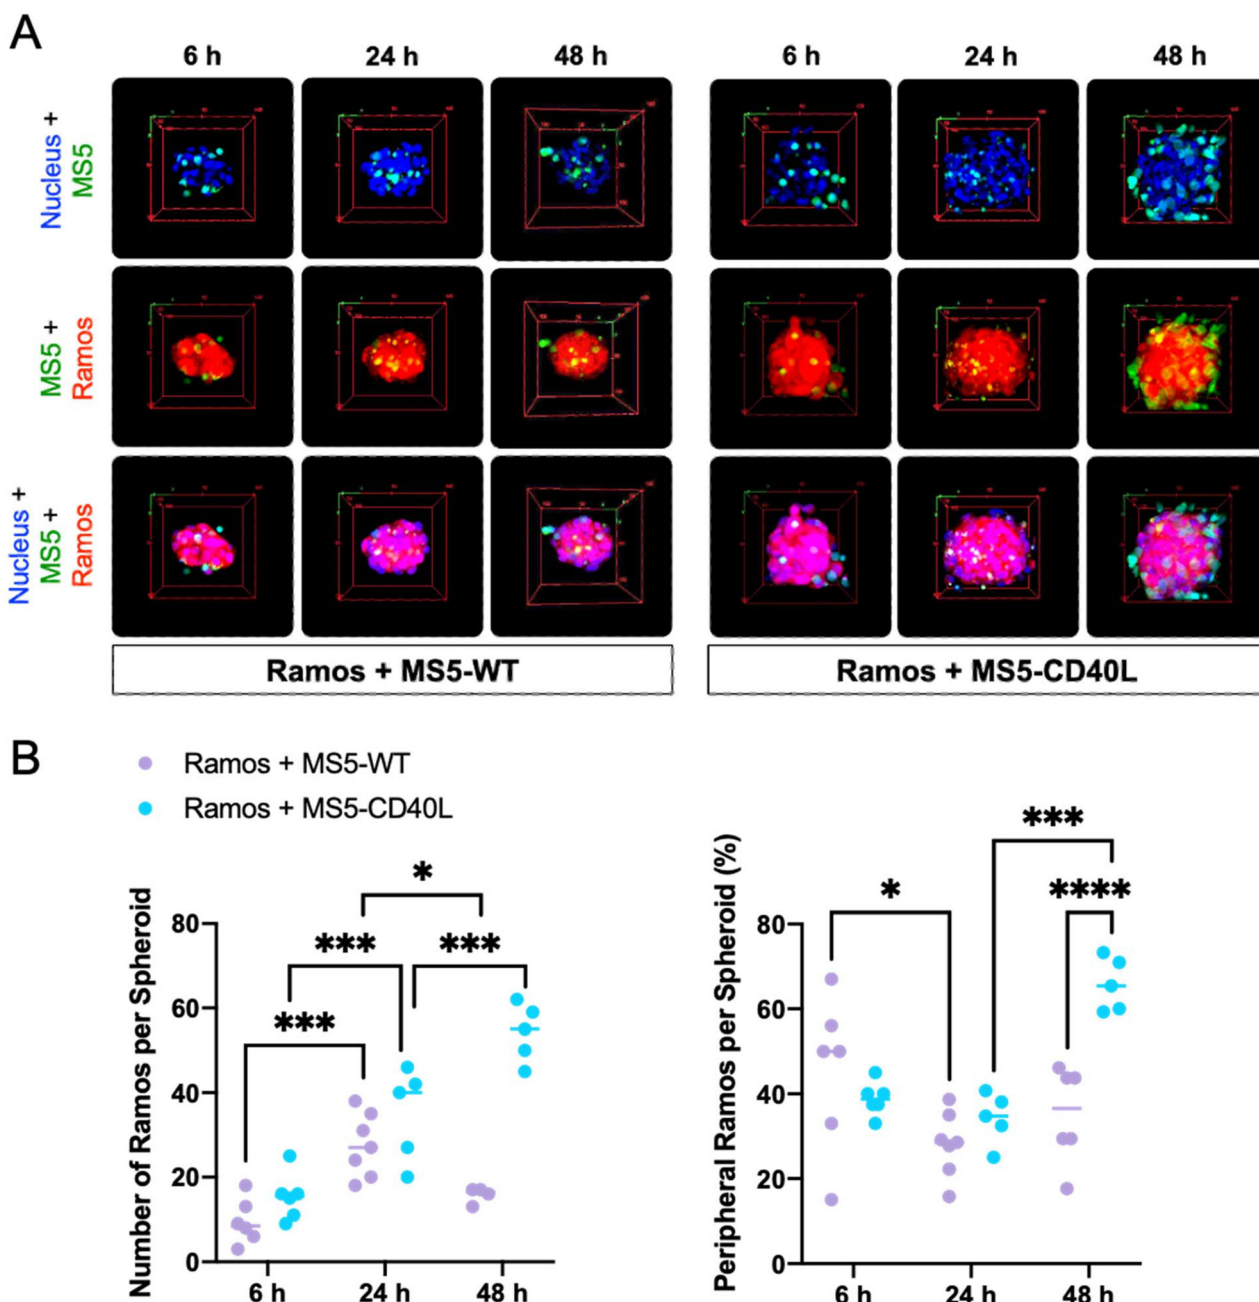 A
6 h 24 h 48 h 6 h 24 h 48 h
Nucleus +
MS5
MS5 +
Ramos
Nucleus +
MS5 +
Ramos
Ramos + MS5-WT
Ramos + MS5-CD40L
B
Ramos + MS5-WT
Ramos + MS5-CD40L
Number of Ramos per Spheroid
80
60
40
20
0
6 h 24 h 48 h
*
*** ***
***
Peripheral Ramos per Spheroid (%)
80
60
40
20
0
6 h 24 h 48 h
***
* ****